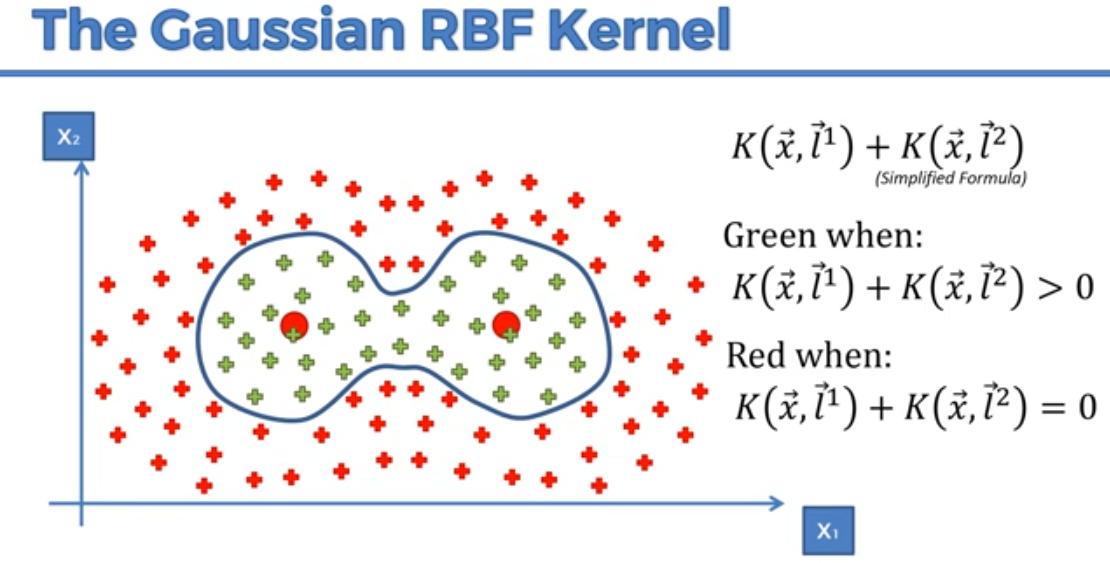 The Gaussian RBF Kernel
X₂
K(x⃗, l⃗¹) + K(x⃗, l⃗²)
(Simplified Formula)
Green when:
K(x⃗, l⃗¹) + K(x⃗, l⃗²) > 0
Red when:
K(x⃗, l⃗¹) + K(x⃗, l⃗²) = 0
X₁